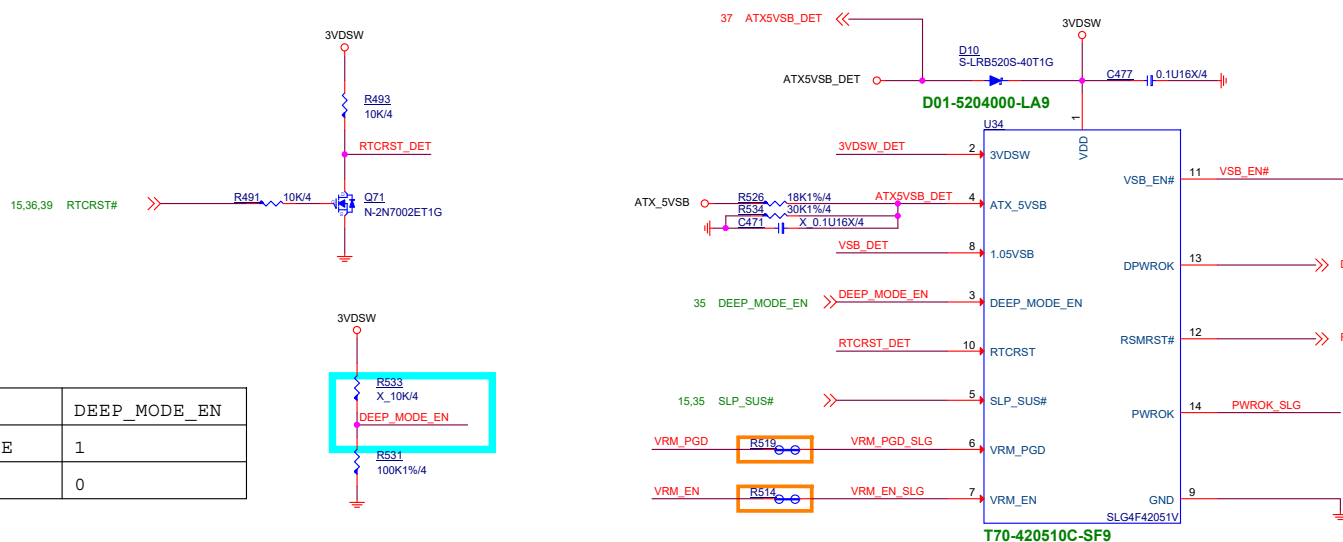 37 ATX5VSB_DET
3VDSW
3VDSW
D10
S-LRB520S-40T1G
ATX5VSB_DET
C477
0.1U16X/4
D01-5204000-LA9
R493
10K/4
RTCRST_DET
U34
1
VDD
3VDSW_DET
2
3VDSW
VSB_EN#
11
VSB_EN#
15,36,39 RTCRST#
R491
10K/4
Q71
N-2N7002ET1G
ATX_5VSB
R526
18K1%/4
ATX5VSB_DET
4
ATX_5VSB
R534
30K1%/4
C471
X_0.1U16X/4
VSB_DET
8
1.05VSB
DPWROK
13
35 DEEP_MODE_EN
DEEP_MODE_EN
3
DEEP_MODE_EN
3VDSW
RTCRST_DET
10
RTCRST
RSMRST#
12
R533
X_10K/4
DEEP_MODE_EN
15,35 SLP_SUS#
5
SLP_SUS#
PWROK
14
PWROK_SLG
DEEP_MODE_EN
E
1
0
R531
100K1%/4
VRM_PGD
R519
VRM_PGD_SLG
6
VRM_PGD
VRM_EN
R514
VRM_EN_SLG
7
VRM_EN
GND
9
SLG4F42051V
T70-420510C-SF9